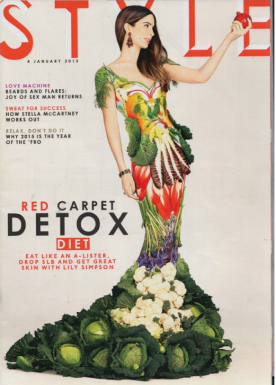 STYLE
4 JANUARY 2015
LOVE MACHINE
BEARDS AND FLARES:
JOY OF SEX MAN RETURNS
SWEAT FOR SUCCESS
HOW STELLA McCARTNEY
WORKS OUT
RELAX, DON'T DO IT
WHY 2015 IS THE YEAR
OF THE 'FRO
RED CARPET
DETOX
DIET
EAT LIKE AN A-LISTER,
DROP 5LB AND GET GREAT
SKIN WITH LILY SIMPSON